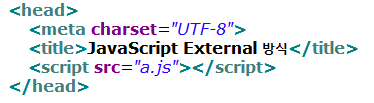 <head>
<meta charset="UTF-8">
<title>JavaScript External 방식</title>
<script src="a.js"></script>
</head>